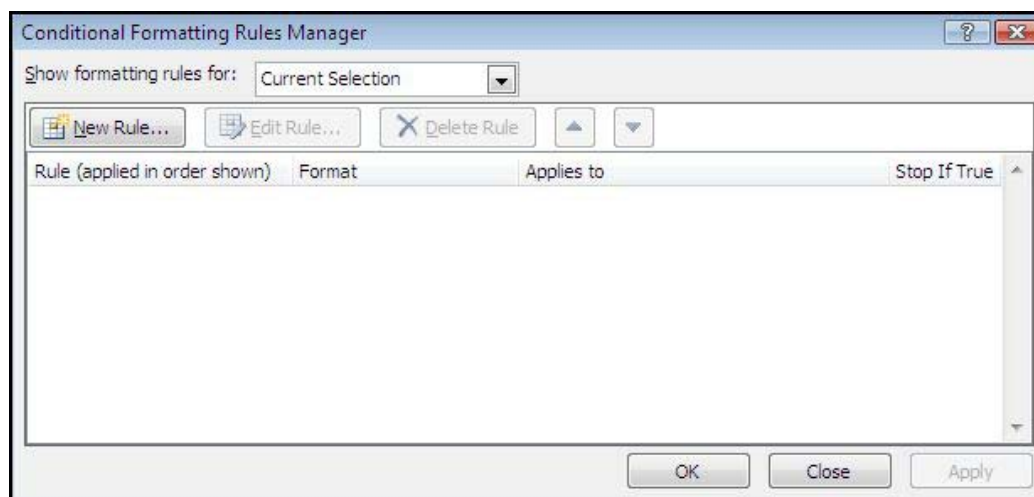 Conditional Formatting Rules Manager
Show formatting rules for: Current Selection
New Rule... Edit Rule... Delete Rule
Rule (applied in order shown) Format Applies to Stop If True
OK Close Apply